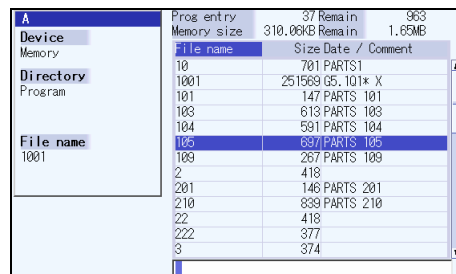 A
Device
Memory
Directory
Program
File name
1001
Prog entry 37 Remain 963
Memory size 310.06KB Remain 1.65MB
File name Size Date / Comment
10 701 PARTS1
1001 251569 G5.1Q1* X
101 147 PARTS 101
103 613 PARTS 103
104 591 PARTS 104
105 697 PARTS 105
109 267 PARTS 109
2 418
201 146 PARTS 201
210 839 PARTS 210
22 418
222 377
3 374